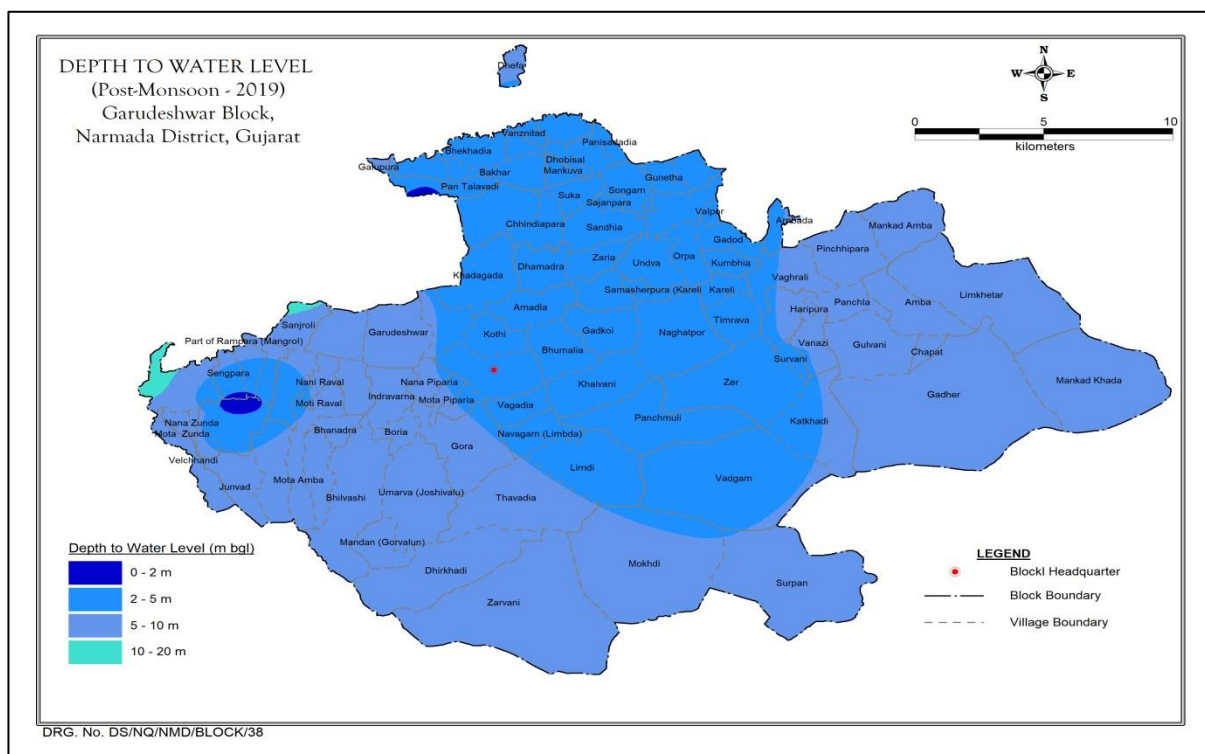 DEPTH TO WATER LEVEL
(Post-Monsoon - 2019)
Garudeshwar Block,
Narmada District, Gujarat
N
W E
S
0 5 10
kilometers
Dhefa
Vanznitad
Panisadadia
Bhekhadia
Galupura
Dhobisal
Mankuva
Bakhar
Gunetha
Pan Talavadi
Suka
Songam
Sajanpara
Valpor
Ambada
Chhindiapara
Sandhia
Mankad Amba
Gadod
Pinchhipara
Zaria
Undva
Orpa
Kumbhia
Dhamadra
Khadagada
Vaghrali
Samasherpura (Kareli
Kareli
Panchla
Amba
Limkhetar
Amadla
Haripura
Sanjroli
Timrava
Garudeshwar
Kothi
Gadkoi
Naghatpor
Part of Rampara (Mangrol)
Vanazi
Gulvani
Bhumalia
Chapat
Survani
Sengpara
Nani Raval
Nana Piparia
Khalvani
Zer
Mankad Khada
Indravarna
Mota Piparia
Gadher
Moti Raval
Vagadia
Panchmuli
Katkhadi
Nana Zunda
Mota Zunda
Bhanadra
Boria
Navagam (Limbda)
Gora
Velchhandi
Limdi
Vadgam
Mota Amba
Junvad
Bhilvashi
Umarva (Joshivalu)
Thavadia
Mandan (Gorvalun)
Dhirkhadi
Mokhdi
Surpan
Zarvani
Depth to Water Level (m bgl)
0 - 2 m
2 - 5 m
5 - 10 m
10 - 20 m
LEGEND
Blockl Headquarter
Block Boundary
Village Boundary
DRG. No. DS/NQ/NMD/BLOCK/38